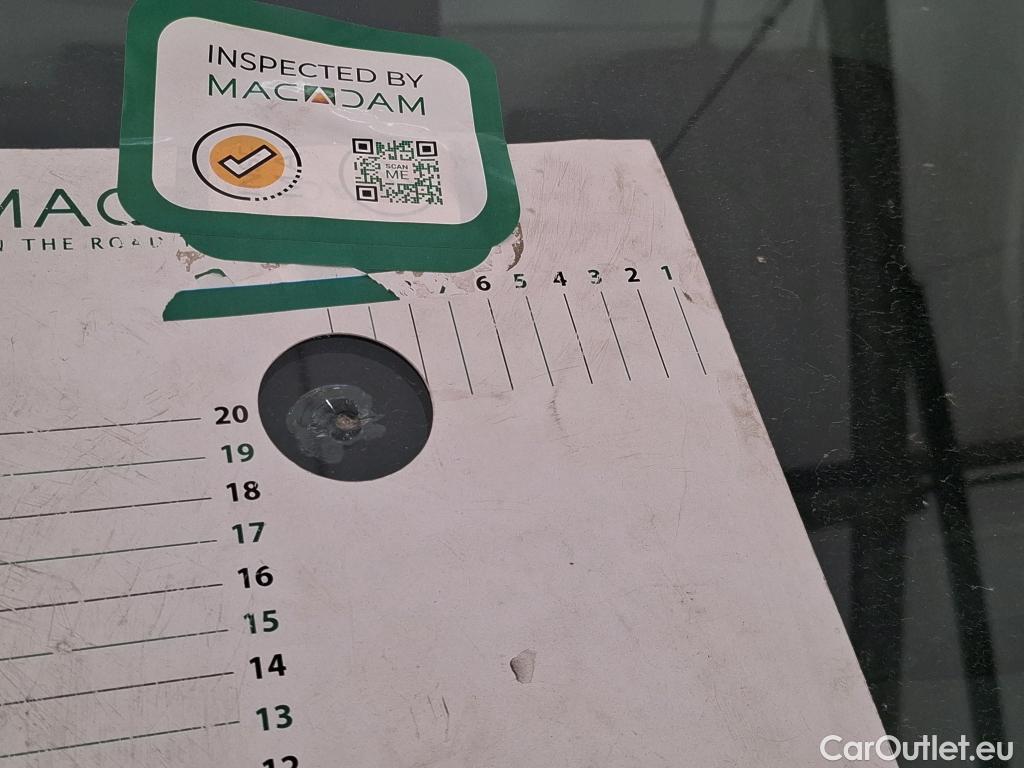 INSPECTED BY
MACADAM
SCAN
ME
MAC
THE ROAD
6 5 4 3 2 1
20
19
18
17
16
15
14
13
12
CarOutlet.eu